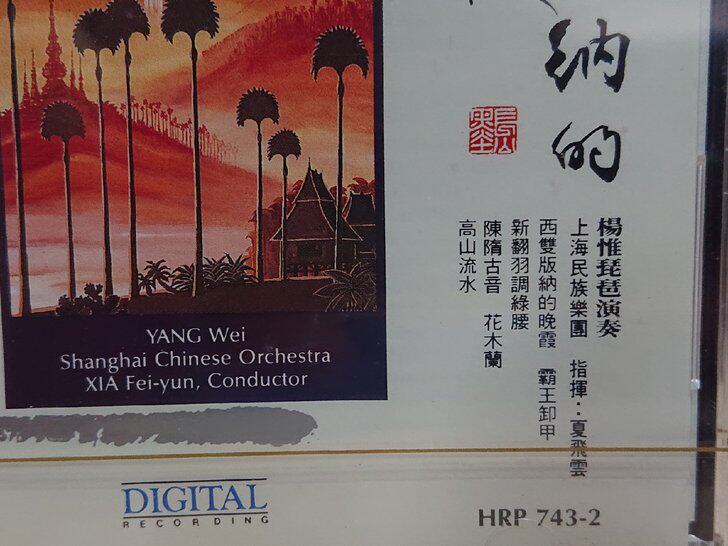 納的
楊惟琵琶演奏
上海民族樂團 指揮：夏飛雲
西雙版納的晚霞 霸王卸甲
新翻羽調綠腰
陳隋古音 花木蘭
高山流水
YANG Wei
Shanghai Chinese Orchestra
XIA Fei-yun, Conductor
DIGITAL
RECORDING
HRP 743-2